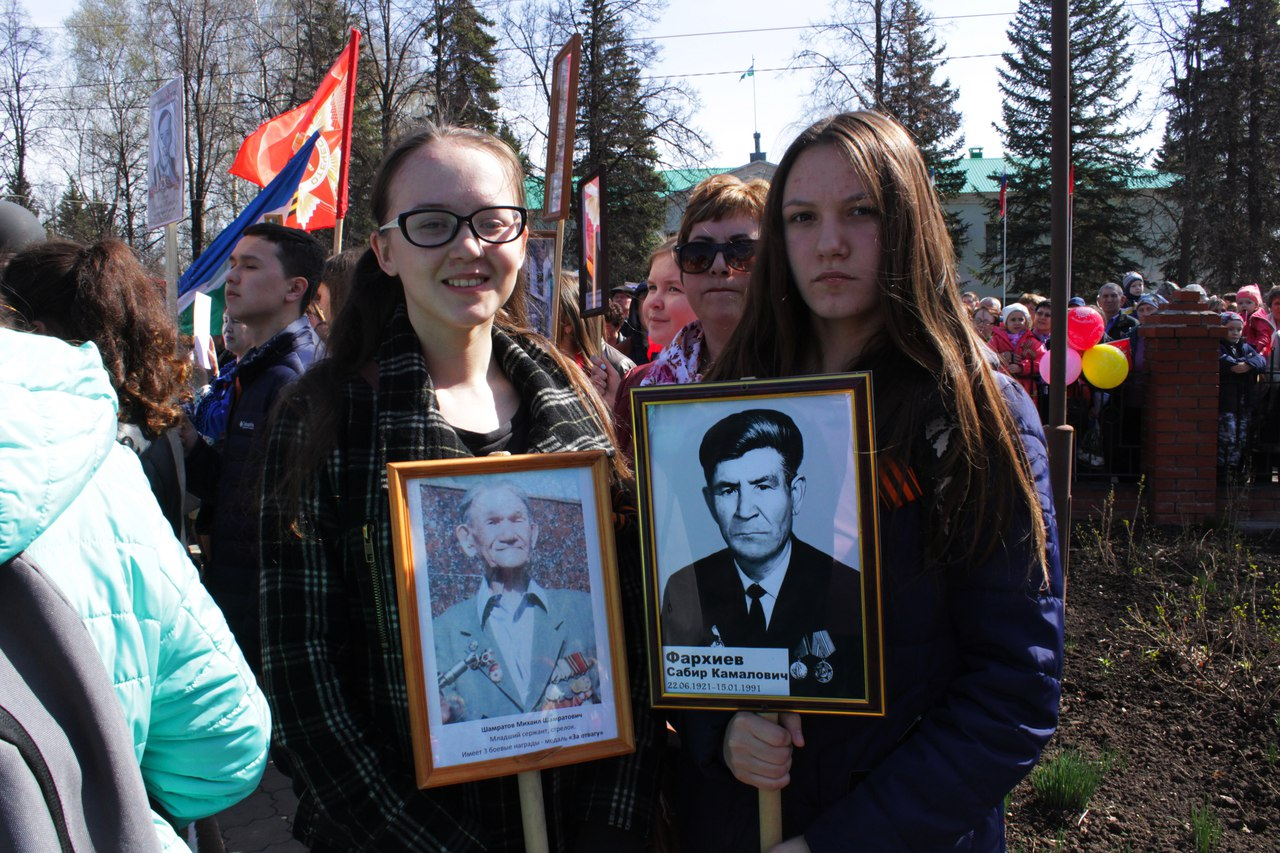 Шамратов Михаил Шамратович
Младший сержант, стрелок,
Имеет 3 боевые награды - медаль «За отвагу»
Фархиев
Сабир Камалович
22.06.1921-15.01.1991